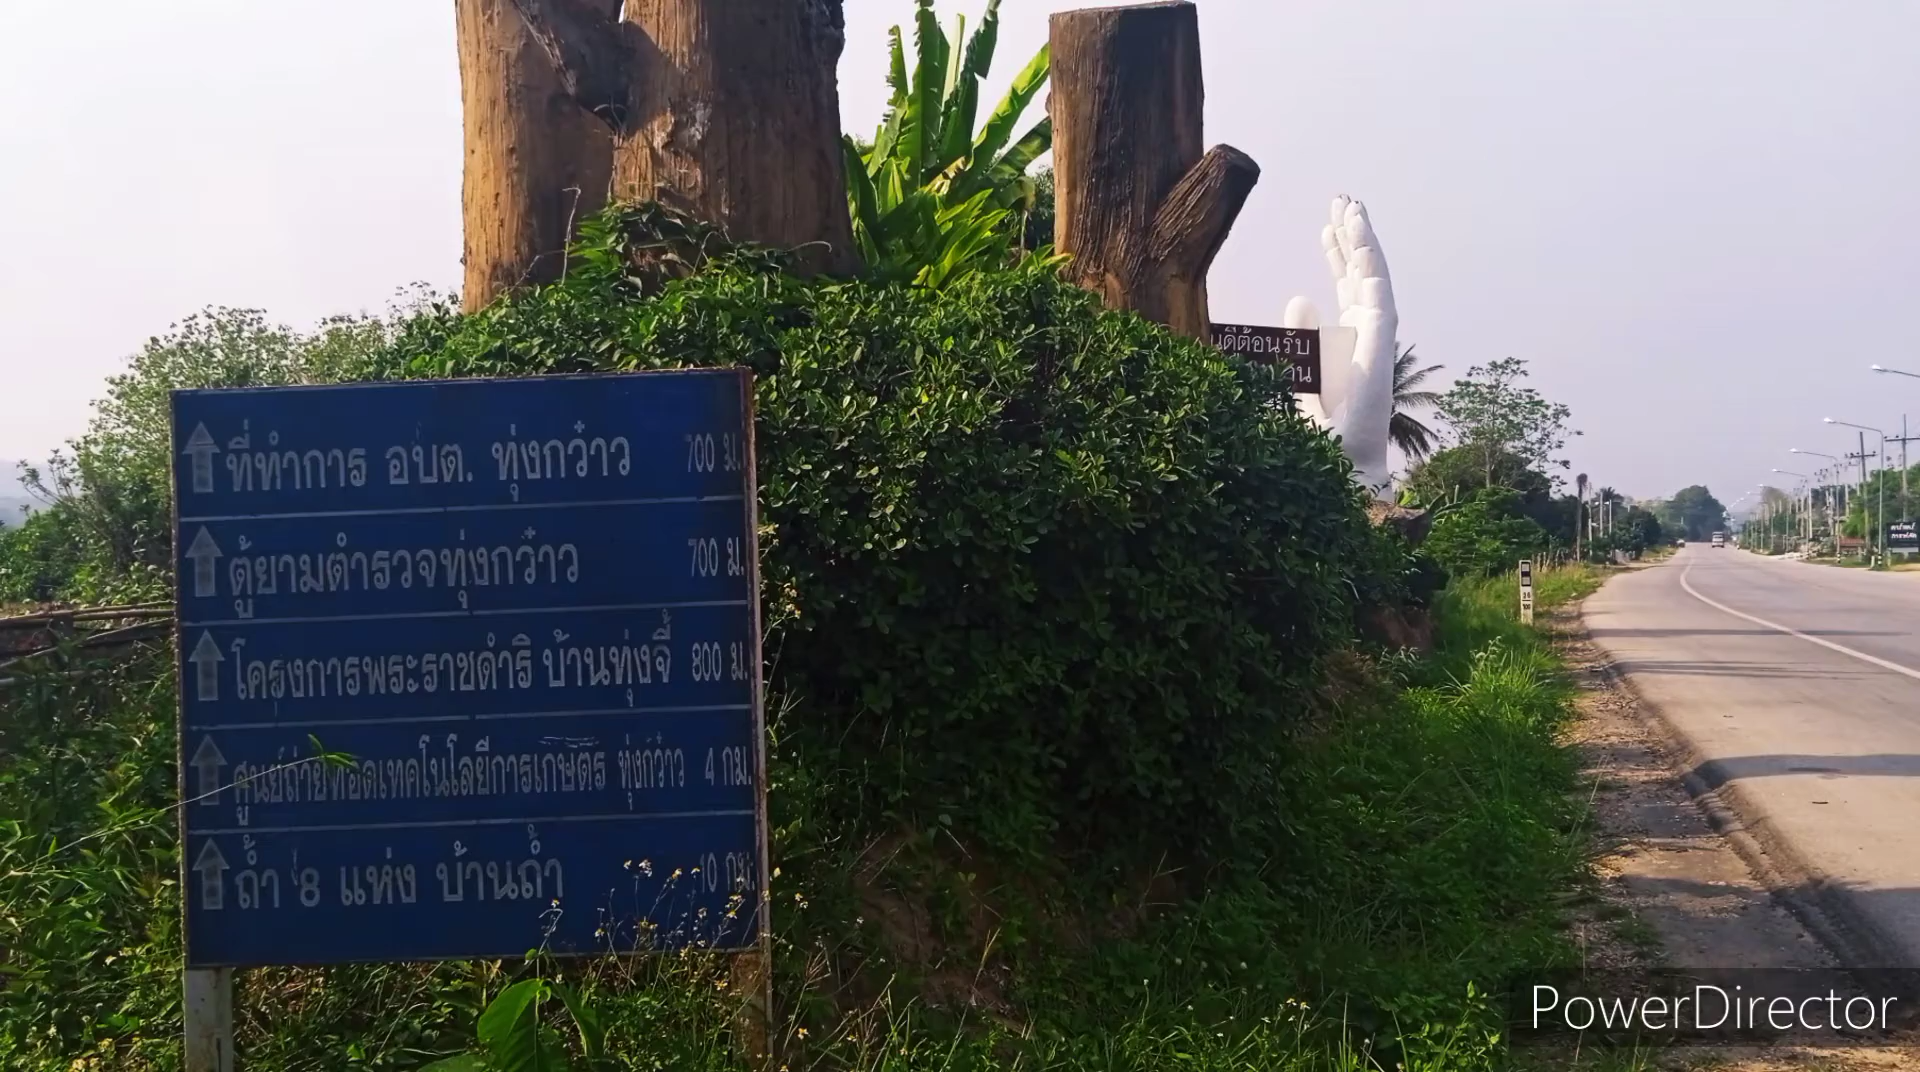 ที่ทำการ อบต. ทุ่งกว๋าว 700 ม.
ตู้ยามตำรวจทุ่งกว๋าว 700 ม.
โครงการพระราชดำริ บ้านทุ่งจี้ 800 ม.
ศูนย์ถ่ายทอดเทคโนโลยีการเกษตร ทุ่งกว๋าว 4 กม.
ถ้ำ 8 แห่ง บ้านถ้ำ 10 กม.
ต้อนรับ
PowerDirector